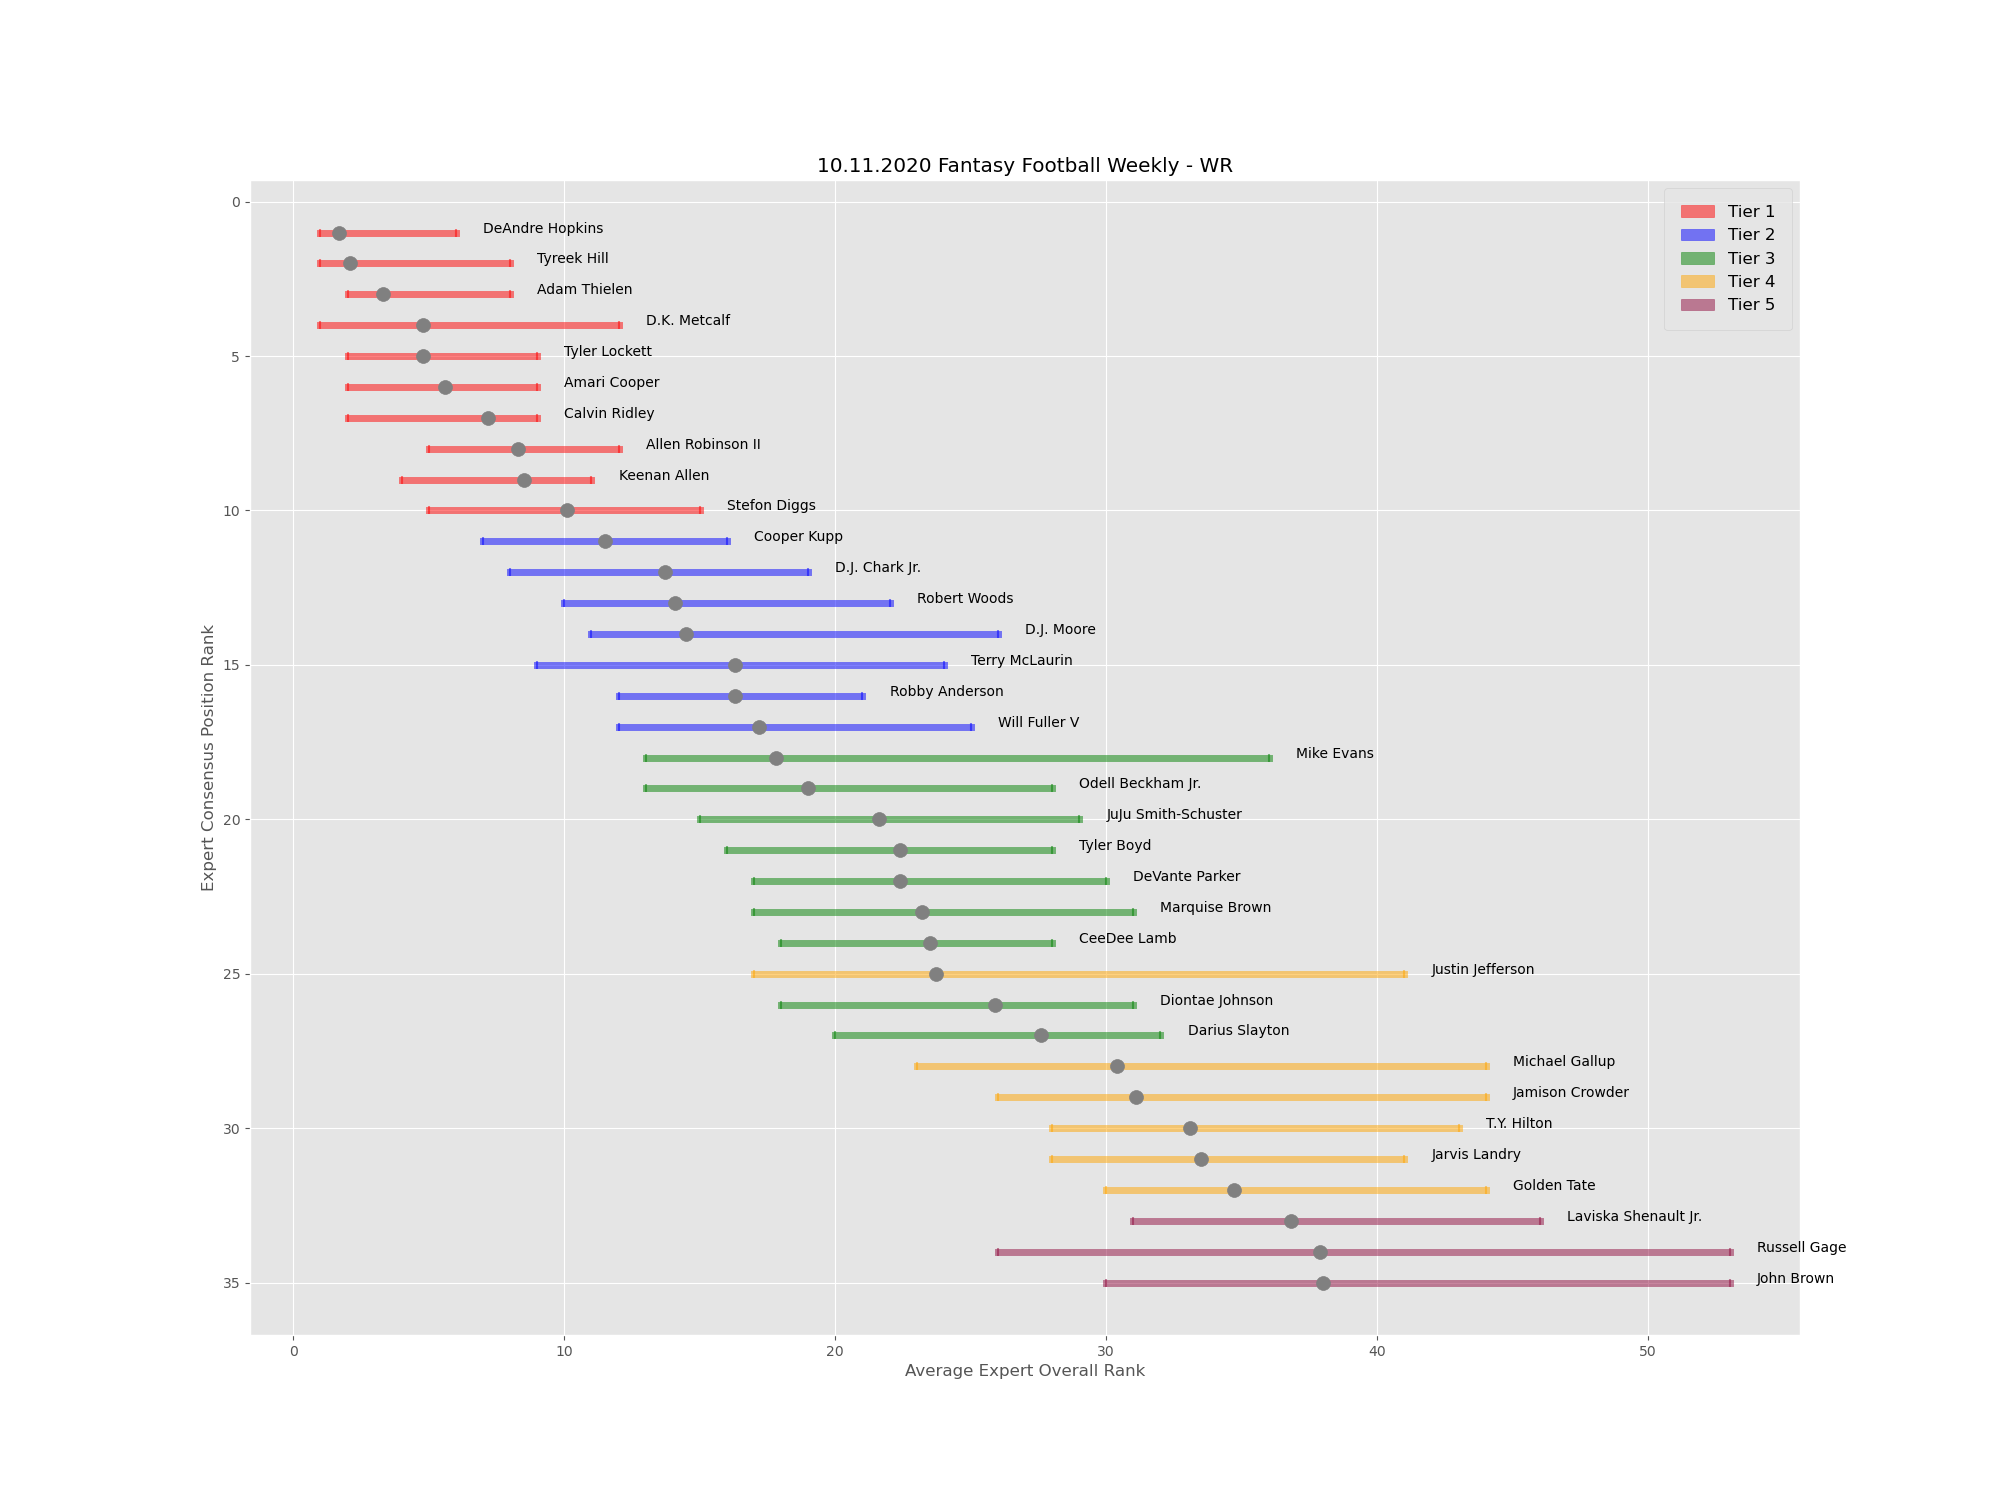 10.11.2020 Fantasy Football Weekly - WR
Tier 1
Tier 2
Tier 3
Tier 4
Tier 5
Expert Consensus Position Rank
0
5
10
15
20
25
30
35
DeAndre Hopkins
Tyreek Hill
Adam Thielen
D.K. Metcalf
Tyler Lockett
Amari Cooper
Calvin Ridley
Allen Robinson II
Keenan Allen
Stefon Diggs
Cooper Kupp
D.J. Chark Jr.
Robert Woods
D.J. Moore
Terry McLaurin
Robby Anderson
Will Fuller V
Mike Evans
Odell Beckham Jr.
JuJu Smith-Schuster
Tyler Boyd
DeVante Parker
Marquise Brown
CeeDee Lamb
Justin Jefferson
Diontae Johnson
Darius Slayton
Michael Gallup
Jamison Crowder
T.Y. Hilton
Jarvis Landry
Golden Tate
Laviska Shenault Jr.
Russell Gage
John Brown
0 10 20 30 40 50
Average Expert Overall Rank